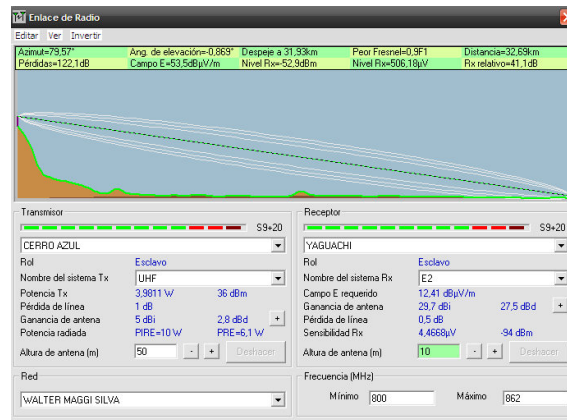 Enlace de Radio
Editar Ver Invertir
Azimut=79,57° Ang. de elevación=-0,869° Despeje a 31,93km Peor Fresnel=0,9F1 Distancia=32,69km
Pérdidas=122,1dB Campo E=53,5dBµV/m Nivel Rx=-52,9dBm Nivel Rx=506,18µV Rx relativo=41,1dB
Transmisor
S9+20
CERRO AZUL
Rol Esclavo
Nombre del sistema Tx UHF
Potencia Tx 3,9811 W 36 dBm
Pérdida de línea 1 dB
Ganancia de antena 5 dBi 2,8 dBd +
Potencia radiada PIRE=10 W PRE=6,1 W
Altura de antena (m) 50 - + Deshacer
Receptor
S9+20
YAGUACHI
Rol Esclavo
Nombre del sistema Rx E2
Campo E requerido 12,41 dBµV/m
Ganancia de antena 29,7 dBi 27,5 dBd +
Pérdida de línea 0,5 dB
Sensibilidad Rx 4,4668µV -94 dBm
Altura de antena (m) 10 - + Deshacer
Red
WALTER MAGGI SILVA
Frecuencia (MHz)
Mínimo 800 Máximo 862